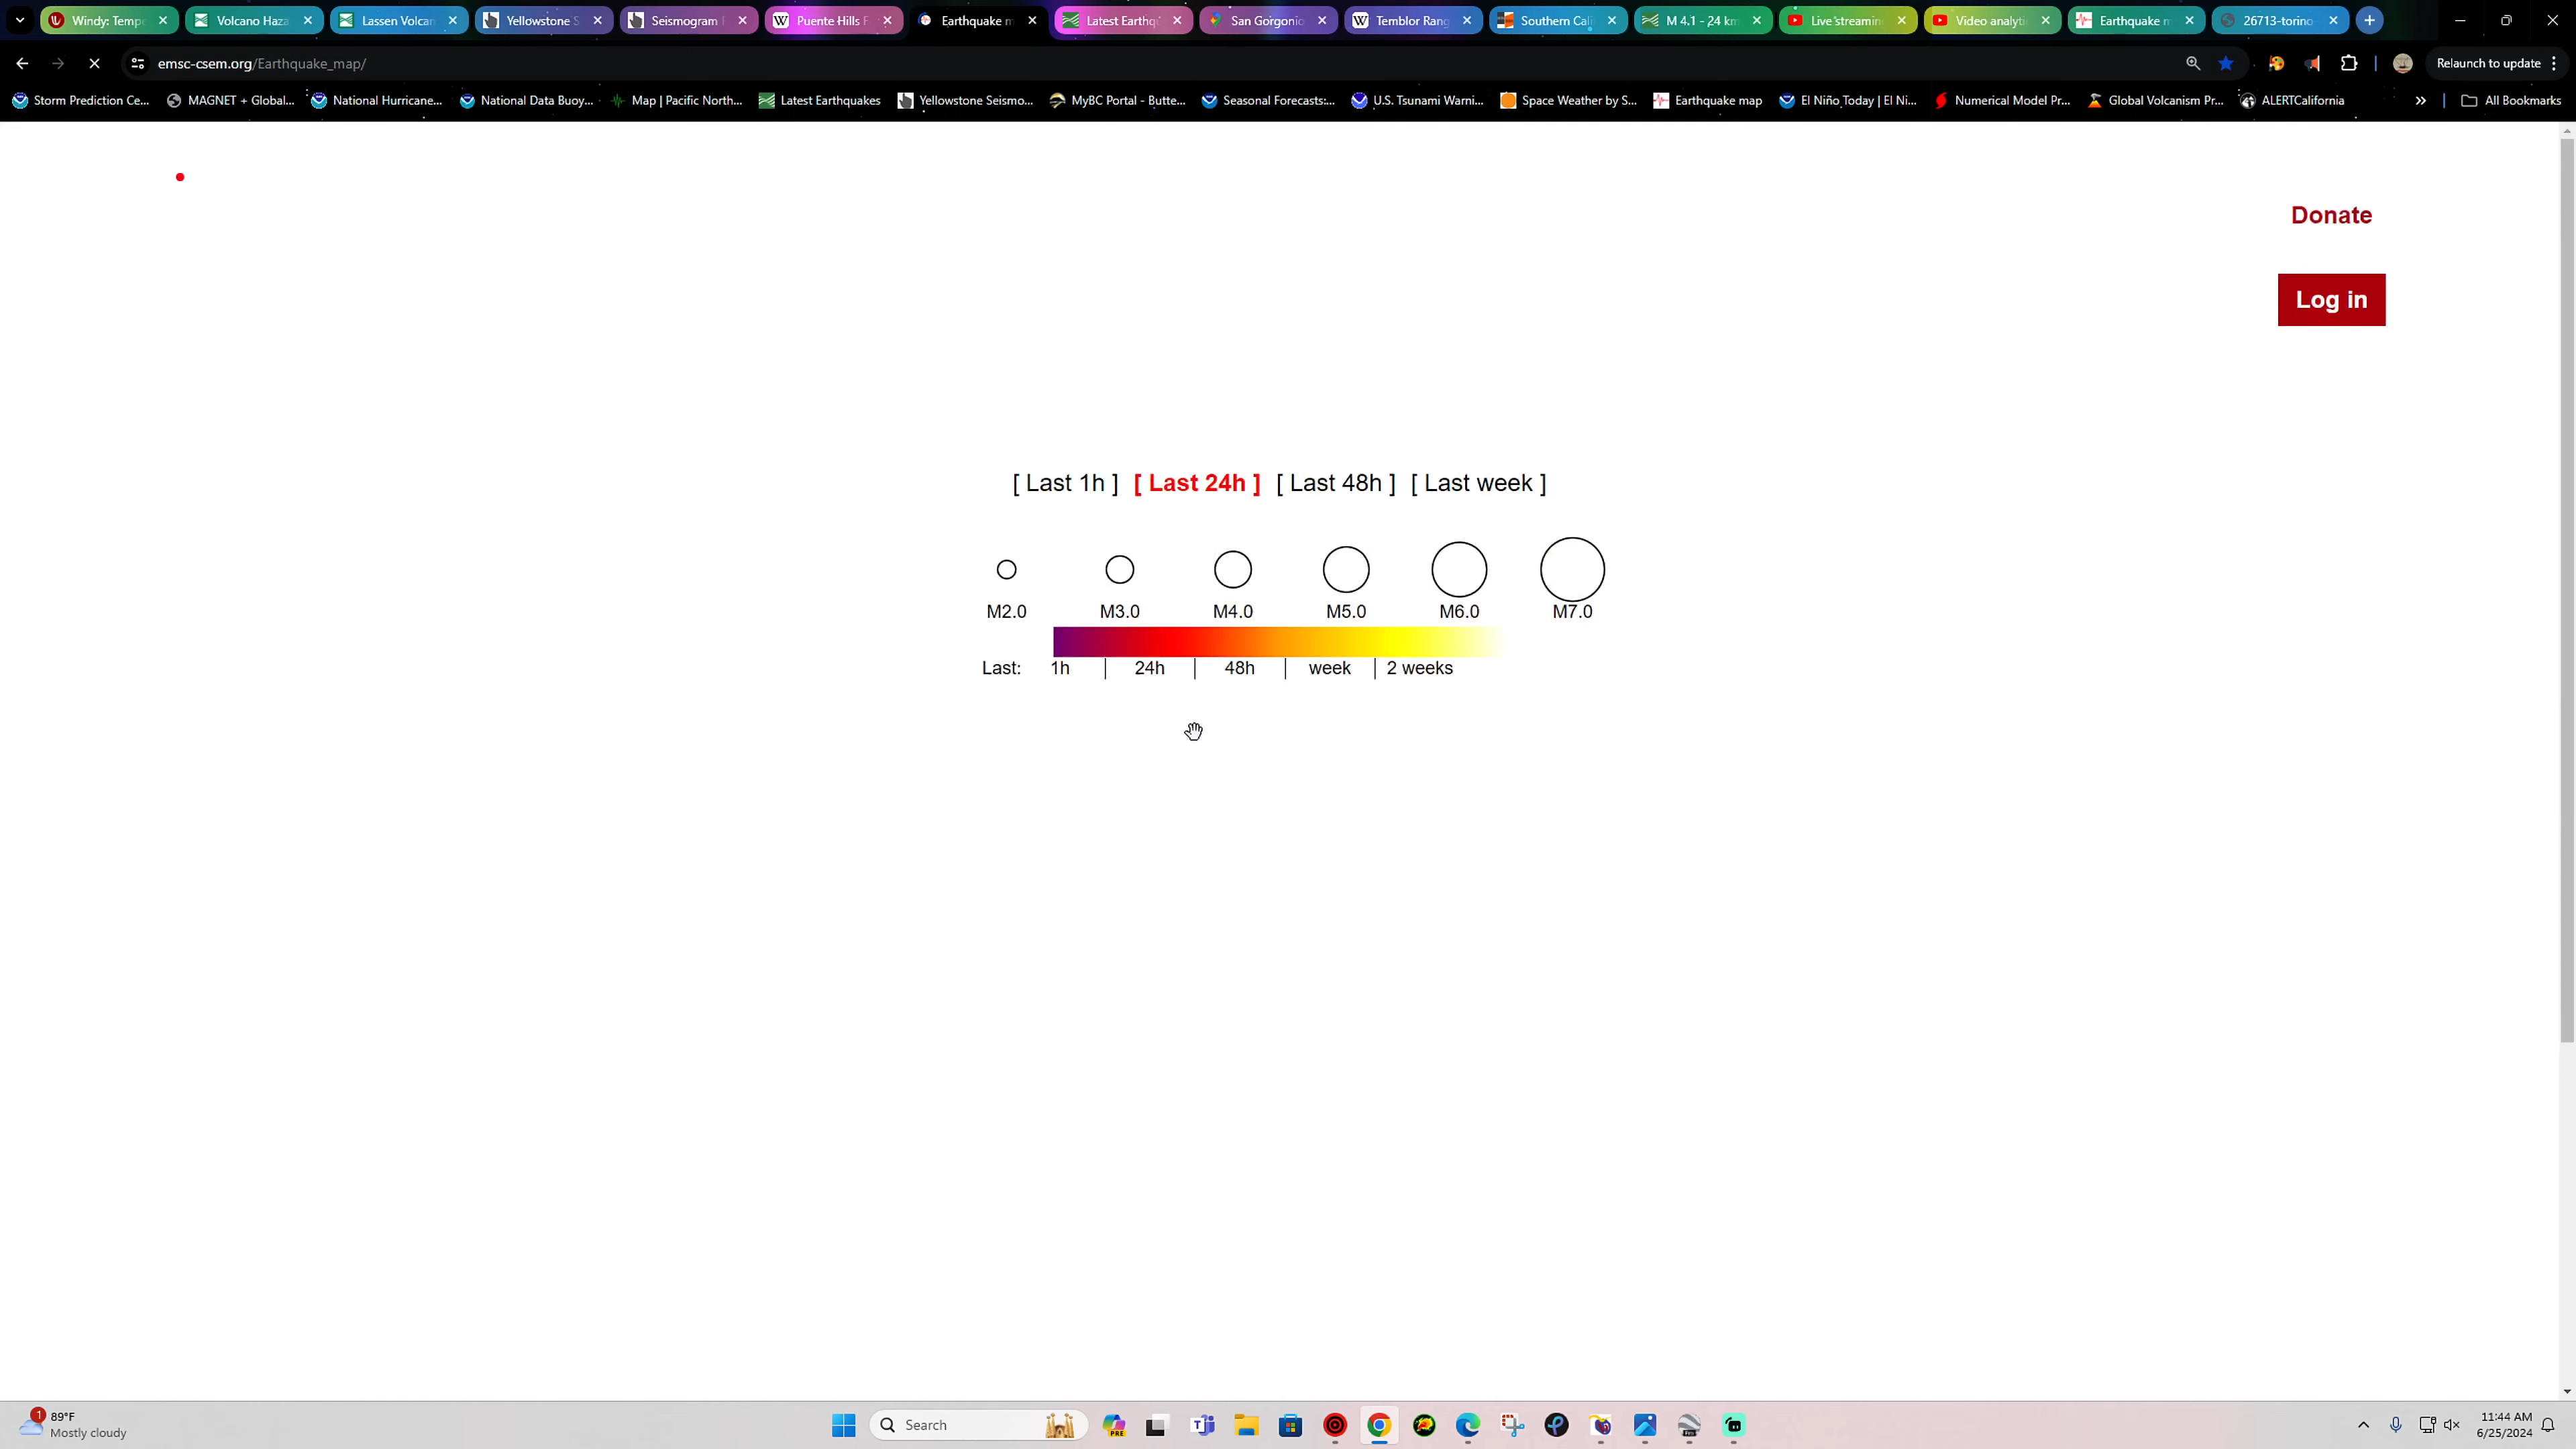 Windy: Temp
Volcano Haza
Lassen Volcan
Yellowstone S
Seismogram
Puente Hills F
Earthquake m
Latest Earthq
San Gorgonio
Temblor Rang
Southern Cali
M 4.1 - 24 km
Live streamin
Video analyti
Earthquake m
26713-torino
emsc-csem.org/Earthquake_map/
Relaunch to update
Storm Prediction Ce...
MAGNET + Global...
National Hurricane...
National Data Buoy...
Map | Pacific North...
Latest Earthquakes
Yellowstone Seismo...
MyBC Portal - Butte...
Seasonal Forecasts:...
U.S. Tsunami Warni...
Space Weather by S...
Earthquake map
El Niño Today | El Ni...
Numerical Model Pr...
Global Volcanism Pr...
ALERTCalifornia
All Bookmarks
Donate
Log in
[ Last 1h ] [ Last 24h ] [ Last 48h ] [ Last week ]
M2.0 M3.0 M4.0 M5.0 M6.0 M7.0
Last: 1h | 24h | 48h | week | 2 weeks
1
89°F
Mostly cloudy
Search
PRE
11:44 AM
6/25/2024